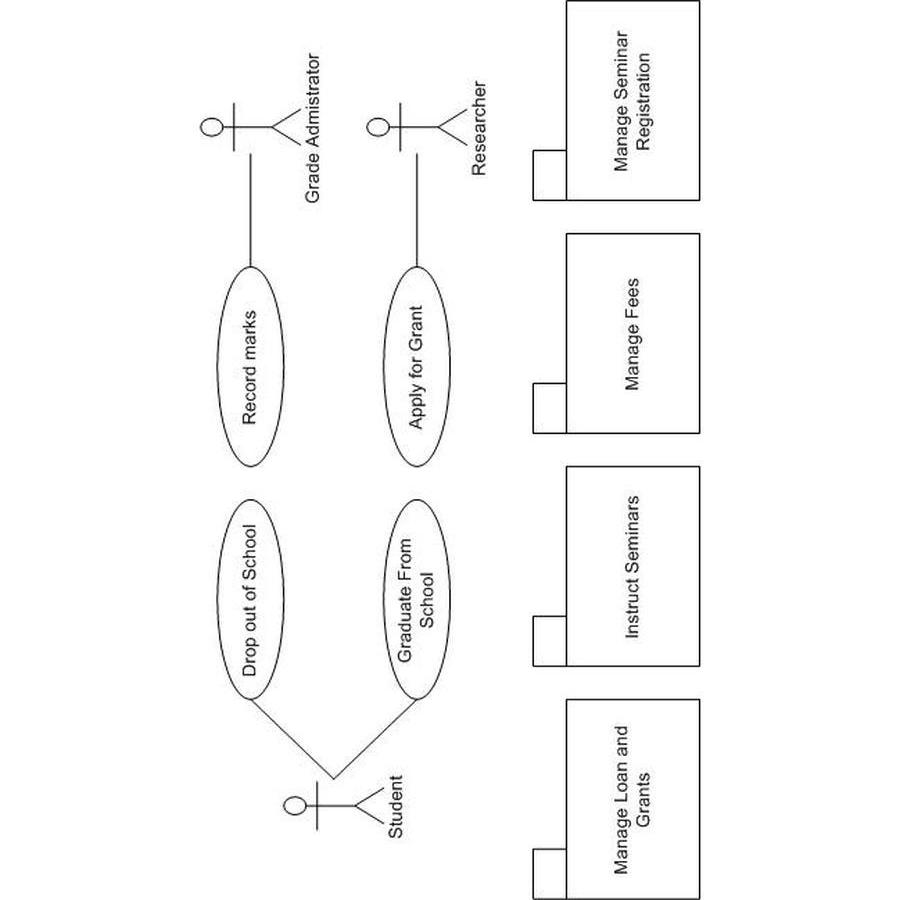 Drop out of School
Record marks
Grade Admistrator
Student
Graduate From
School
Apply for Grant
Researcher
Manage Loan and
Grants
Instruct Seminars
Manage Fees
Manage Seminar
Registration